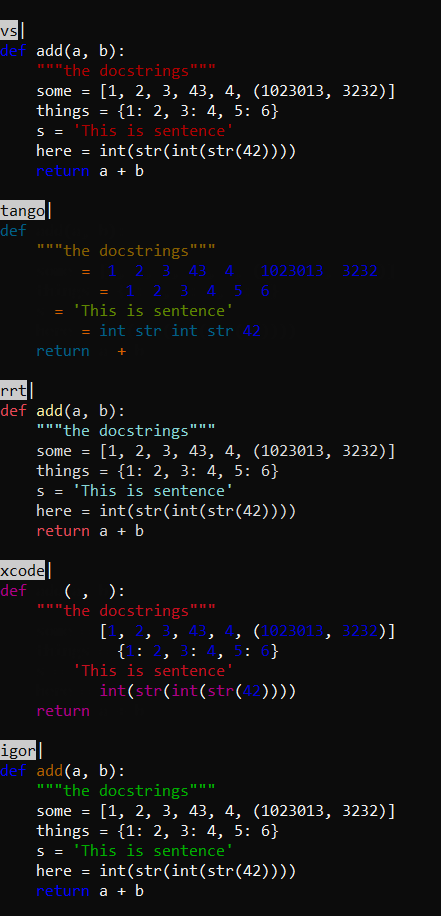 vs|
def add(a, b):
    """the docstrings"""
    some = [1, 2, 3, 43, 4, (1023013, 3232)]
    things = {1: 2, 3: 4, 5: 6}
    s = 'This is sentence'
    here = int(str(int(str(42))))
    return a + b
tango|
def
    """the docstrings"""
         =  1  2  3  43  4   1023013  3232
           =  1  2  3  4  5  6
      = 'This is sentence'
         = int str int str 42
    return   +
rrt|
def add(a, b):
    """the docstrings"""
    some = [1, 2, 3, 43, 4, (1023013, 3232)]
    things = {1: 2, 3: 4, 5: 6}
    s = 'This is sentence'
    here = int(str(int(str(42))))
    return a + b
xcode|
def    ( ,  ):
    """the docstrings"""
           [1, 2, 3, 43, 4, (1023013, 3232)]
             {1: 2, 3: 4, 5: 6}
        'This is sentence'
           int(str(int(str(42))))
    return
igor|
def add(a, b):
    """the docstrings"""
    some = [1, 2, 3, 43, 4, (1023013, 3232)]
    things = {1: 2, 3: 4, 5: 6}
    s = 'This is sentence'
    here = int(str(int(str(42))))
    return a + b